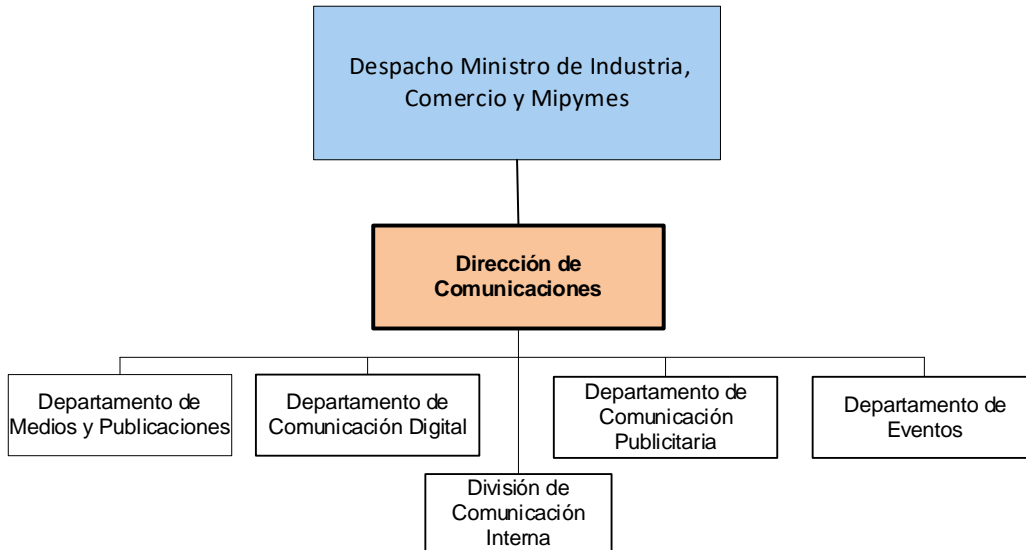 Despacho Ministro de Industria,
Comercio y Mipymes
Dirección de
Comunicaciones
Departamento de
Medios y Publicaciones
Departamento de
Comunicación Digital
Departamento de
Comunicación
Publicitaria
Departamento de
Eventos
División de
Comunicación
Interna